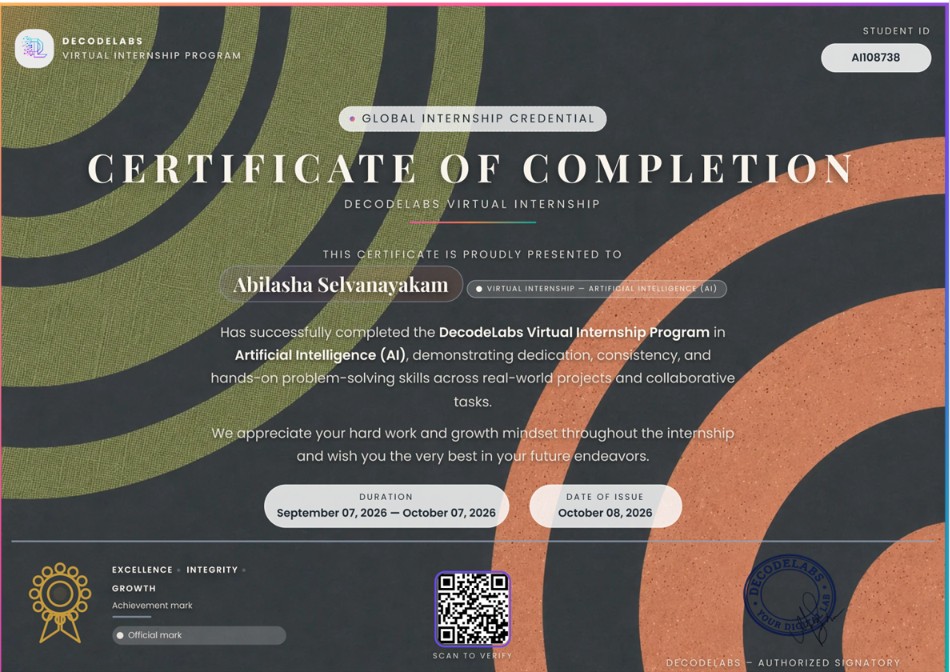 DECODELABS
VIRTUAL INTERNSHIP PROGRAM
STUDENT ID
AI108738
GLOBAL INTERNSHIP CREDENTIAL
CERTIFICATE OF COMPLETION
DECODELABS VIRTUAL INTERNSHIP
THIS CERTIFICATE IS PROUDLY PRESENTED TO
Abilasha Selvanayakam
VIRTUAL INTERNSHIP — ARTIFICIAL INTELLIGENCE (AI)
Has successfully completed the DecodeLabs Virtual Internship Program in
Artificial Intelligence (AI), demonstrating dedication, consistency, and
hands-on problem-solving skills across real-world projects and collaborative
tasks.
We appreciate your hard work and growth mindset throughout the internship
and wish you the very best in your future endeavors.
DURATION
September 07, 2026 — October 07, 2026
DATE OF ISSUE
October 08, 2026
EXCELLENCE • INTEGRITY •
GROWTH
Achievement mark
Official mark
SCAN TO VERIFY
DECODELABS
YOUR DIGITAL LAB
DECODELABS — AUTHORIZED SIGNATORY